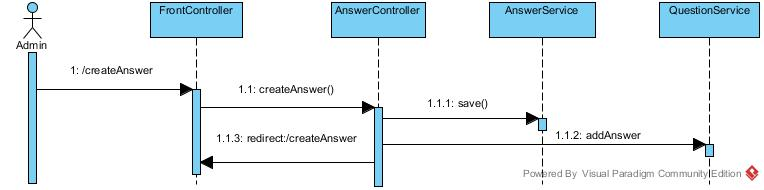 FrontController
AnswerController
AnswerService
QuestionService
Admin
1: /createAnswer
1.1: createAnswer()
1.1.1: save()
1.1.2: addAnswer
1.1.3: redirect:/createAnswer
Powered By Visual Paradigm Community Edition